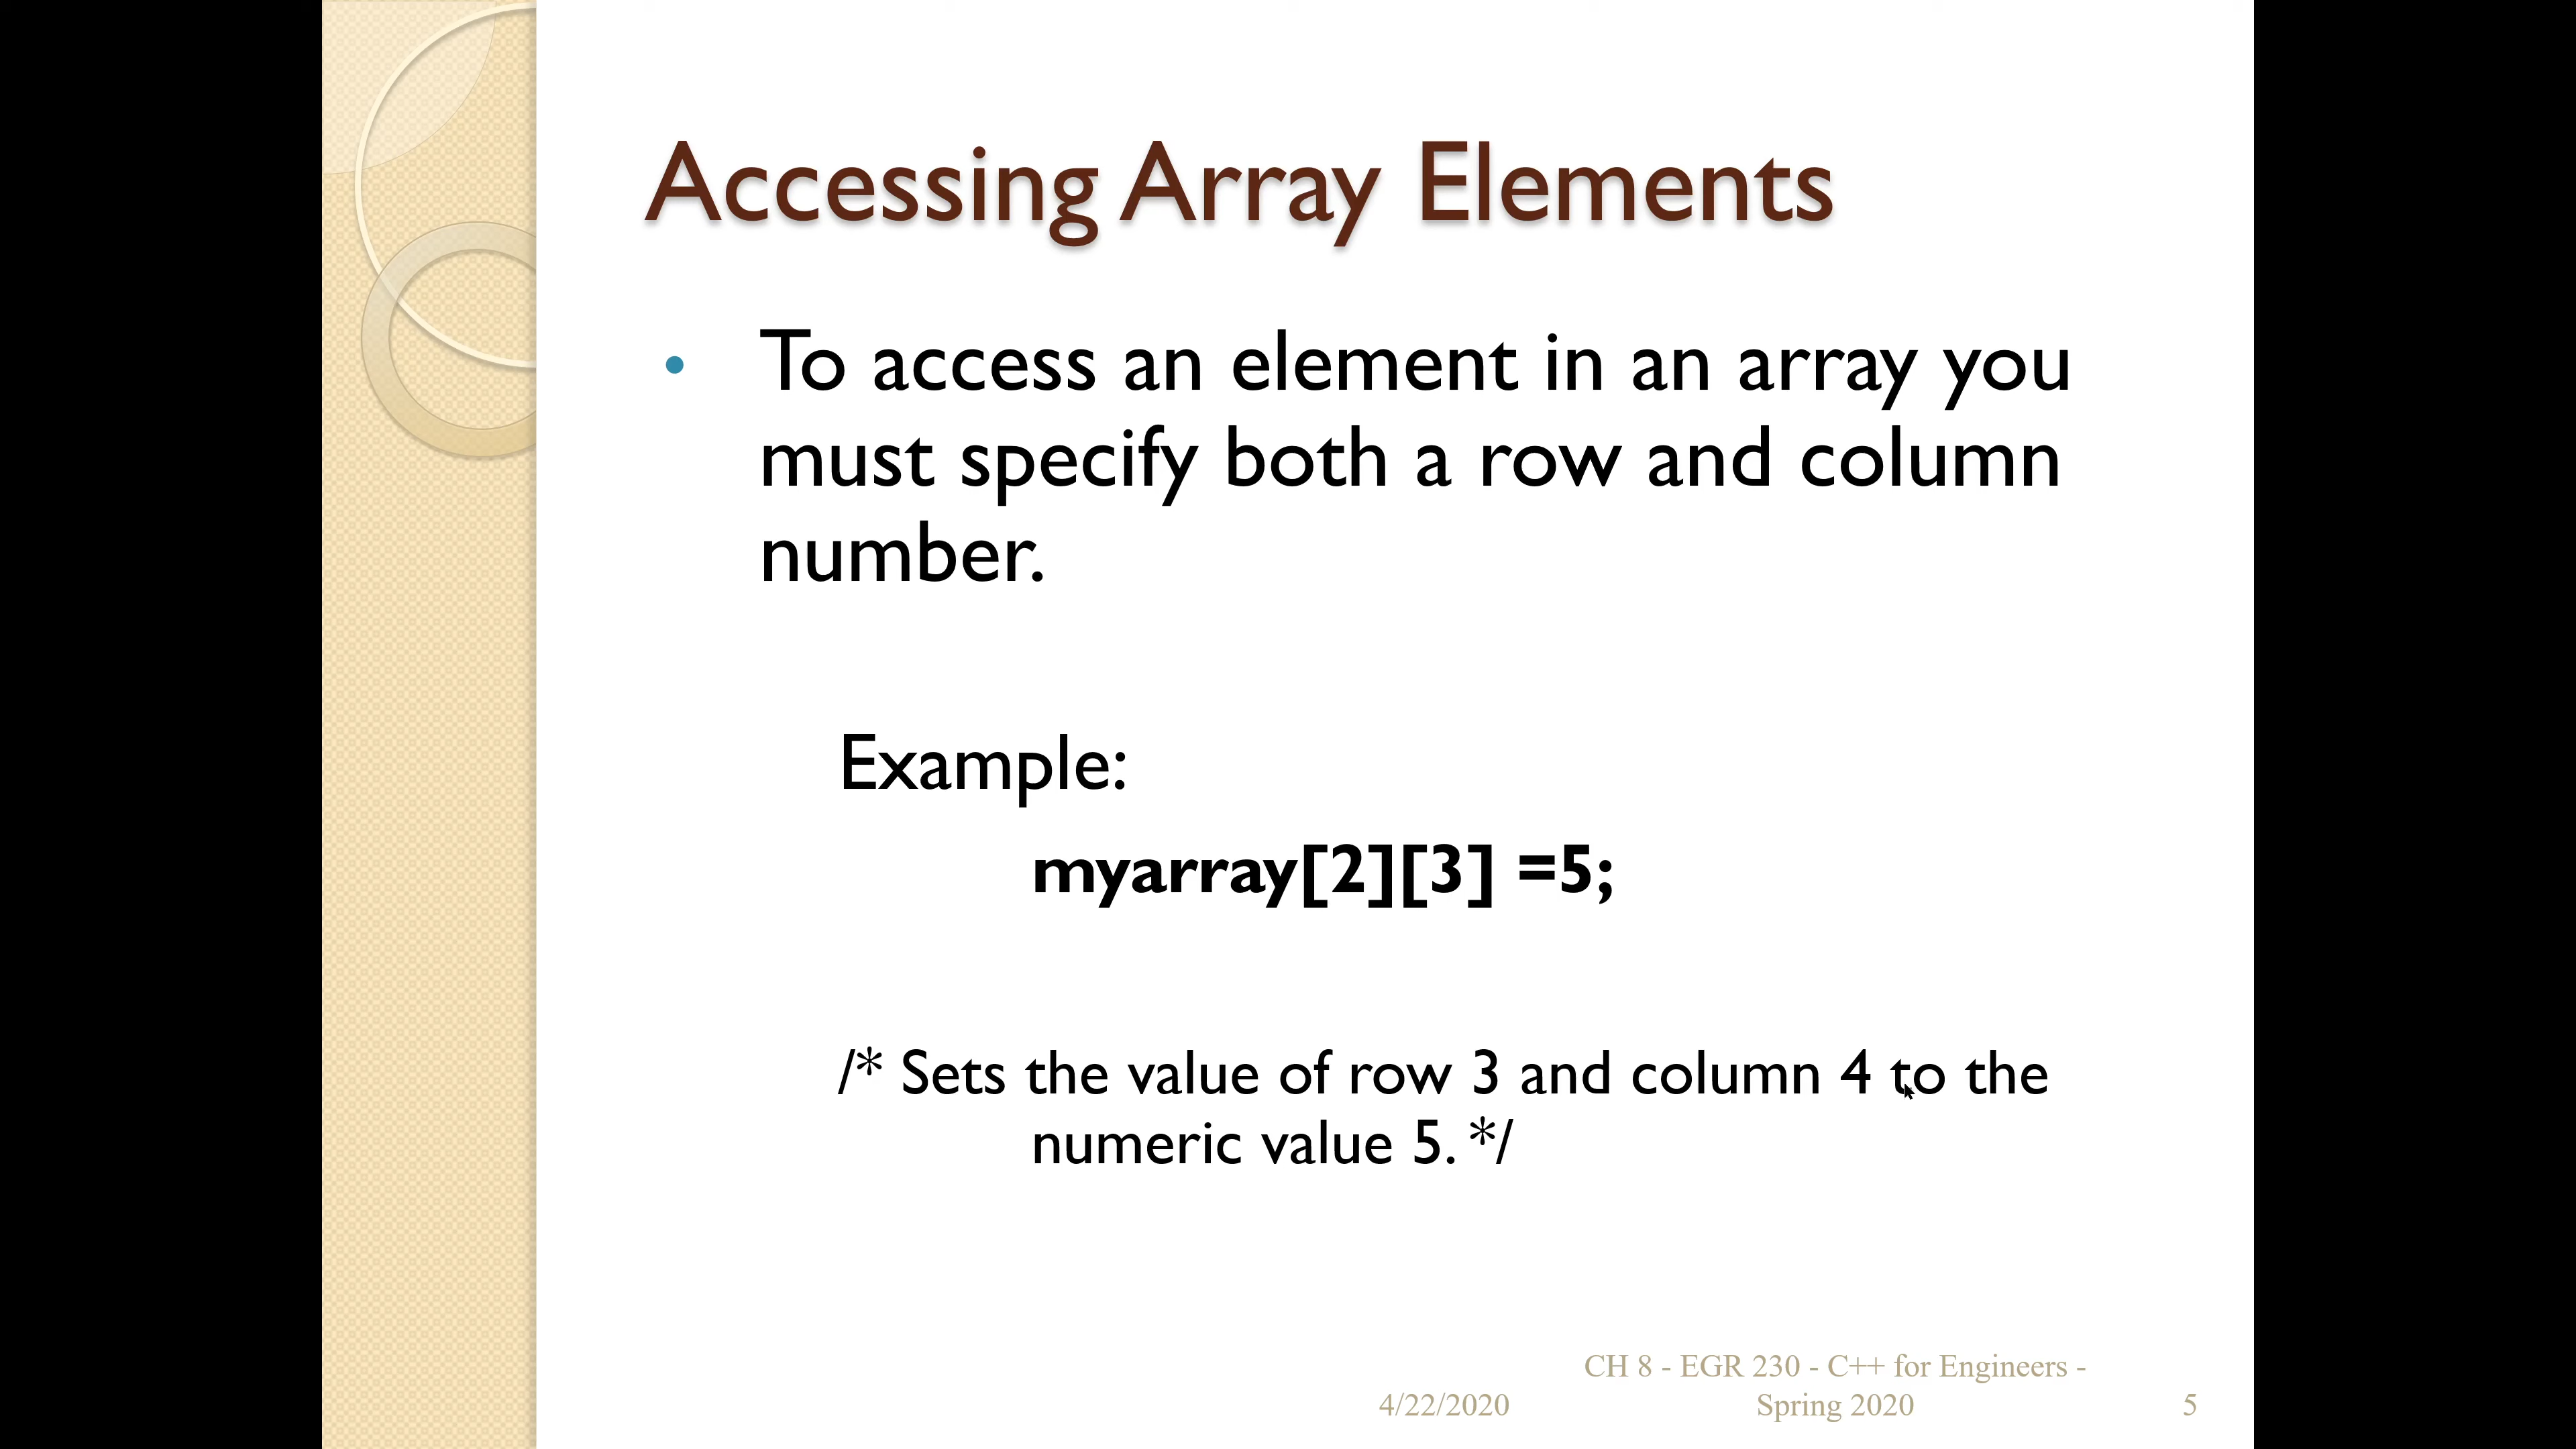 Accessing Array Elements
• To access an element in an array you
must specify both a row and column
number.
Example:
myarray[2][3] =5;
/* Sets the value of row 3 and column 4 to the
numeric value 5. */
CH 8 - EGR 230 - C++ for Engineers -
4/22/2020 Spring 2020 5